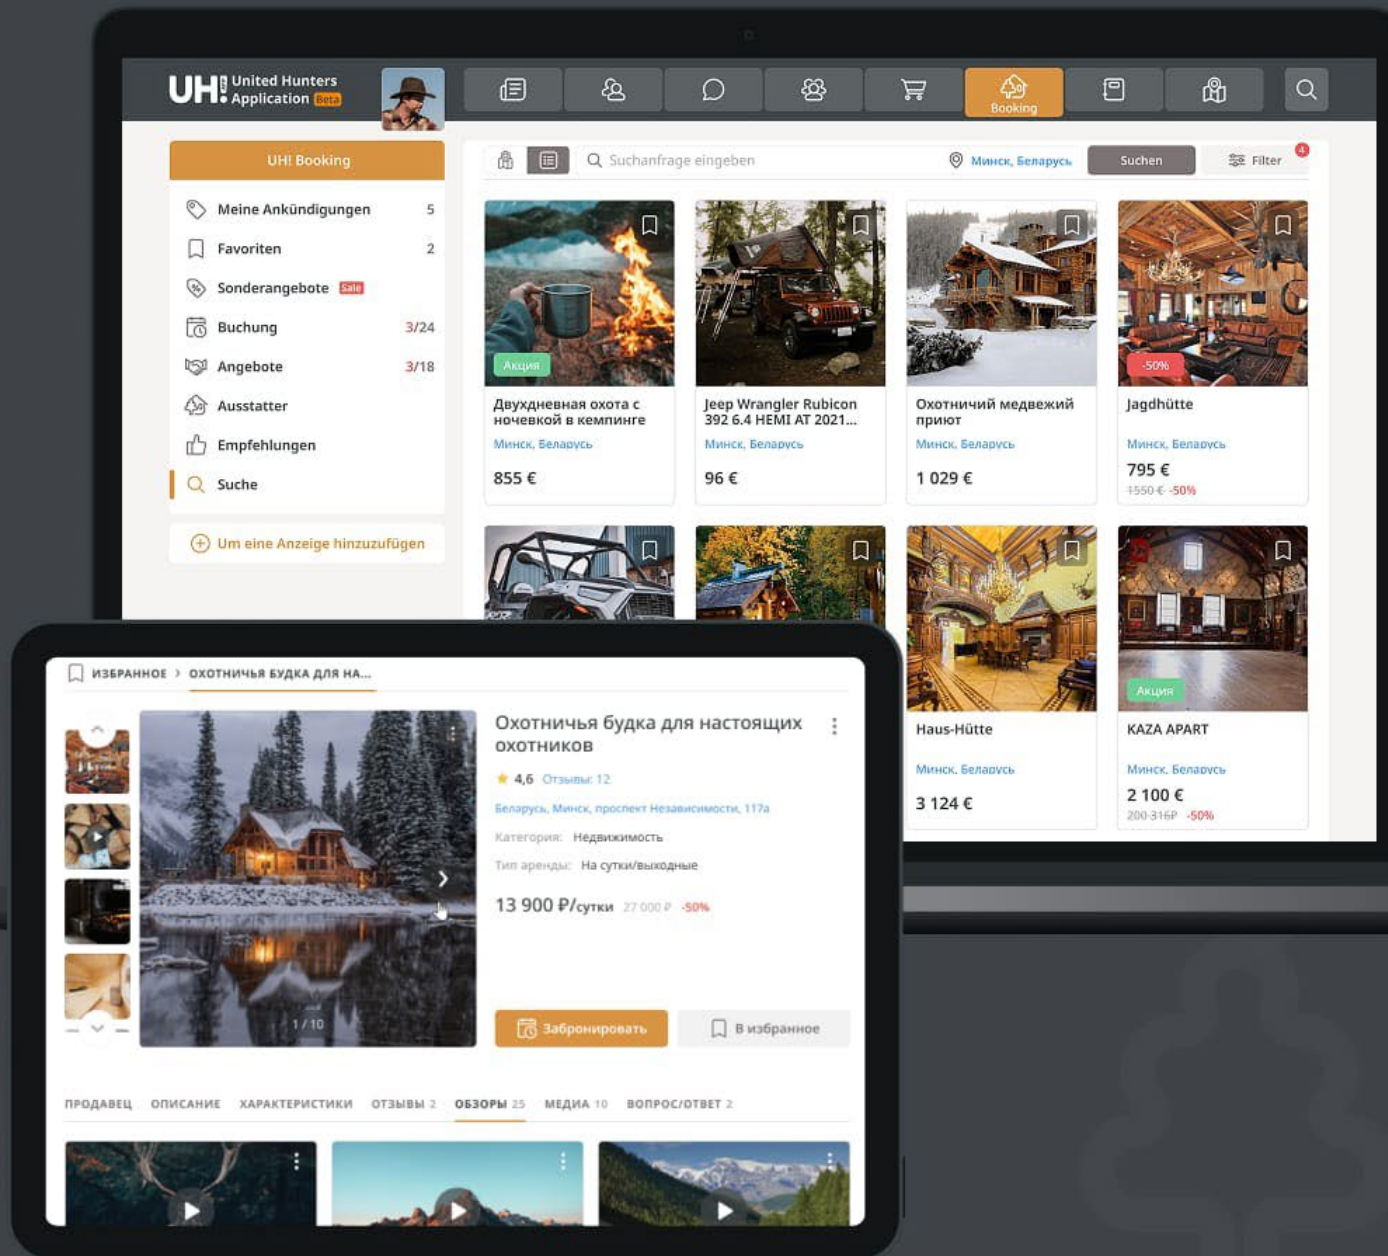 UH! United Hunters
Application Beta
Booking
UH! Booking
Meine Ankündigungen 5
Favoriten 2
Sonderangebote Sale
Buchung 3/24
Angebote 3/18
Ausstatter
Empfehlungen
Suche
Um eine Anzeige hinzuzufügen
Suchanfrage eingeben
Минск, Беларусь
Suchen
Filter 4
Акция
Двухдневная охота с
ночевкой в кемпинге
Минск, Беларусь
855 €
Jeep Wrangler Rubicon
392 6.4 HEMI AT 2021...
Минск, Беларусь
96 €
Охотничий медвежий
приют
Минск, Беларусь
1 029 €
-50%
Jagdhütte
Минск, Беларусь
795 €
1550 € -50%
Haus-Hütte
Минск, Беларусь
3 124 €
Акция
KAZA APART
Минск, Беларусь
2 100 €
200 316₽ -50%
ИЗБРАННОЕ > ОХОТНИЧЬЯ БУДКА ДЛЯ НА...
1 / 10
Охотничья будка для настоящих
охотников
4,6 Отзывы: 12
Беларусь, Минск, проспект Независимости, 117а
Категория: Недвижимость
Тип аренды: На сутки/выходные
13 900 ₽/сутки 27 000 ₽ -50%
Забронировать
В избранное
ПРОДАВЕЦ ОПИСАНИЕ ХАРАКТЕРИСТИКИ ОТЗЫВЫ 2 ОБЗОРЫ 25 МЕДИА 10 ВОПРОС/ОТВЕТ 2